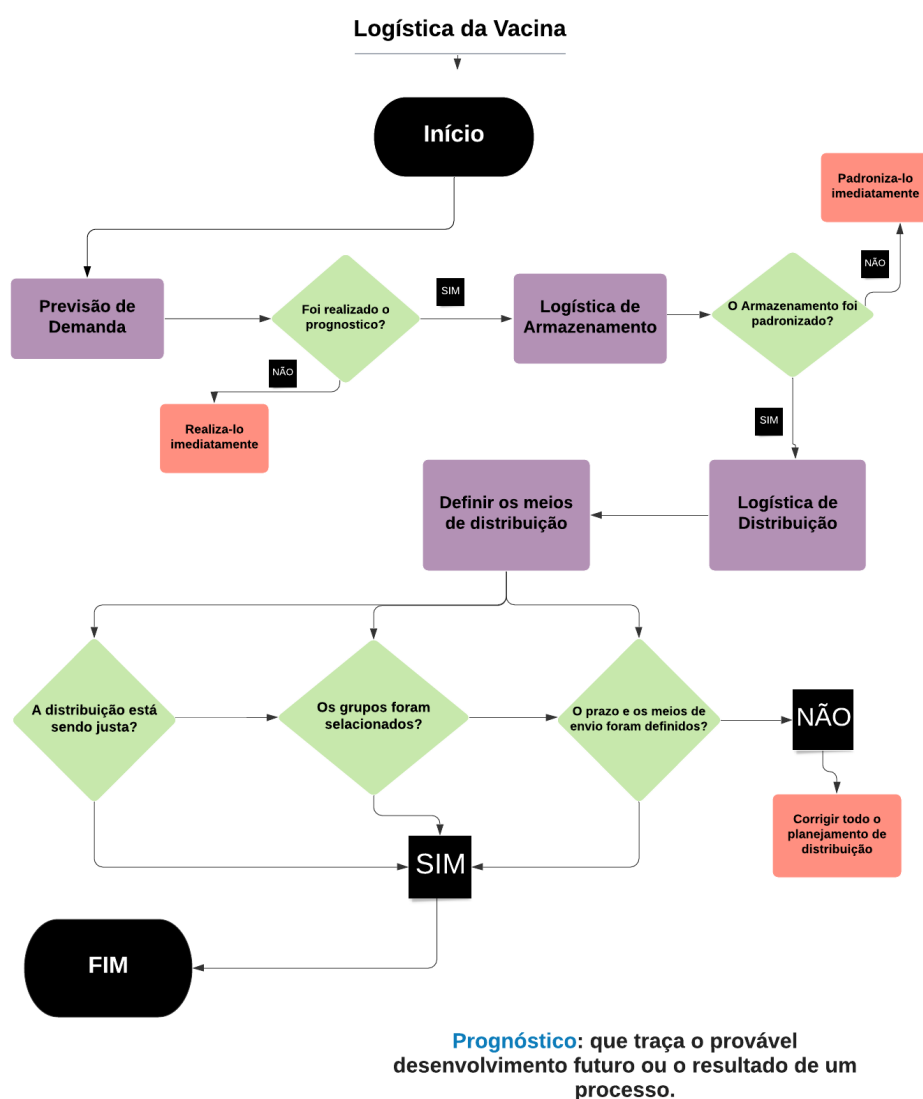 Logística da Vacina
Início
Padroniza-lo
imediatamente
NÃO
Previsão de
Demanda
Foi realizado o
prognostico?
SIM
Logística de
Armazenamento
O Armazenamento foi
padronizado?
NÃO
Realiza-lo
imediatamente
SIM
Definir os meios
de distribuição
Logística de
Distribuição
A distribuição está
sendo justa?
Os grupos foram
selacionados?
O prazo e os meios de
envio foram definidos?
NÃO
Corrigir todo o
planejamento de
distribuição
SIM
FIM
Prognóstico: que traça o provável
desenvolvimento futuro ou o resultado de um
processo.